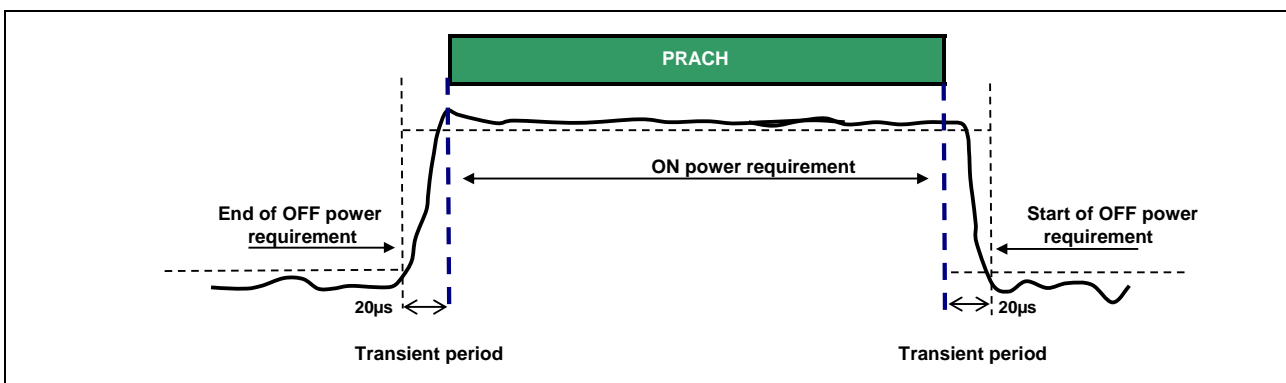 PRACH
ON power requirement
End of OFF power
requirement
Start of OFF power
requirement
20µs
20µs
Transient period
Transient period